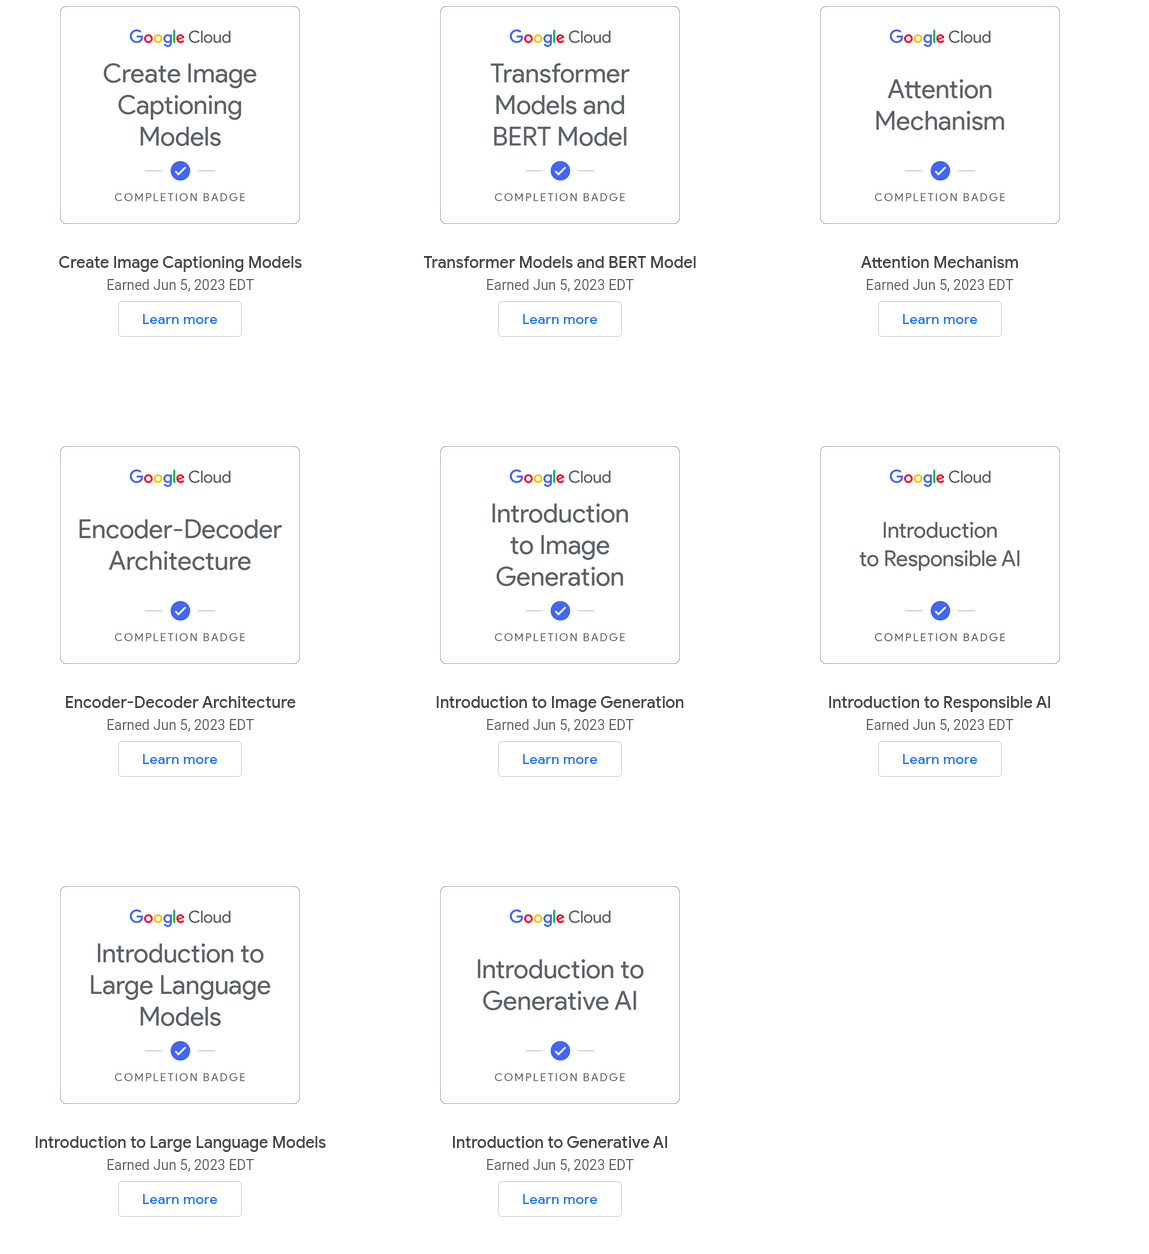 Google Cloud
Create Image
Captioning
Models
COMPLETION BADGE
Create Image Captioning Models
Earned Jun 5, 2023 EDT
Learn more
Google Cloud
Transformer
Models and
BERT Model
COMPLETION BADGE
Transformer Models and BERT Model
Earned Jun 5, 2023 EDT
Learn more
Google Cloud
Attention
Mechanism
COMPLETION BADGE
Attention Mechanism
Earned Jun 5, 2023 EDT
Learn more
Google Cloud
Encoder-Decoder
Architecture
COMPLETION BADGE
Encoder-Decoder Architecture
Earned Jun 5, 2023 EDT
Learn more
Google Cloud
Introduction
to Image
Generation
COMPLETION BADGE
Introduction to Image Generation
Earned Jun 5, 2023 EDT
Learn more
Google Cloud
Introduction
to Responsible AI
COMPLETION BADGE
Introduction to Responsible AI
Earned Jun 5, 2023 EDT
Learn more
Google Cloud
Introduction to
Large Language
Models
COMPLETION BADGE
Introduction to Large Language Models
Earned Jun 5, 2023 EDT
Learn more
Google Cloud
Introduction to
Generative AI
COMPLETION BADGE
Introduction to Generative AI
Earned Jun 5, 2023 EDT
Learn more